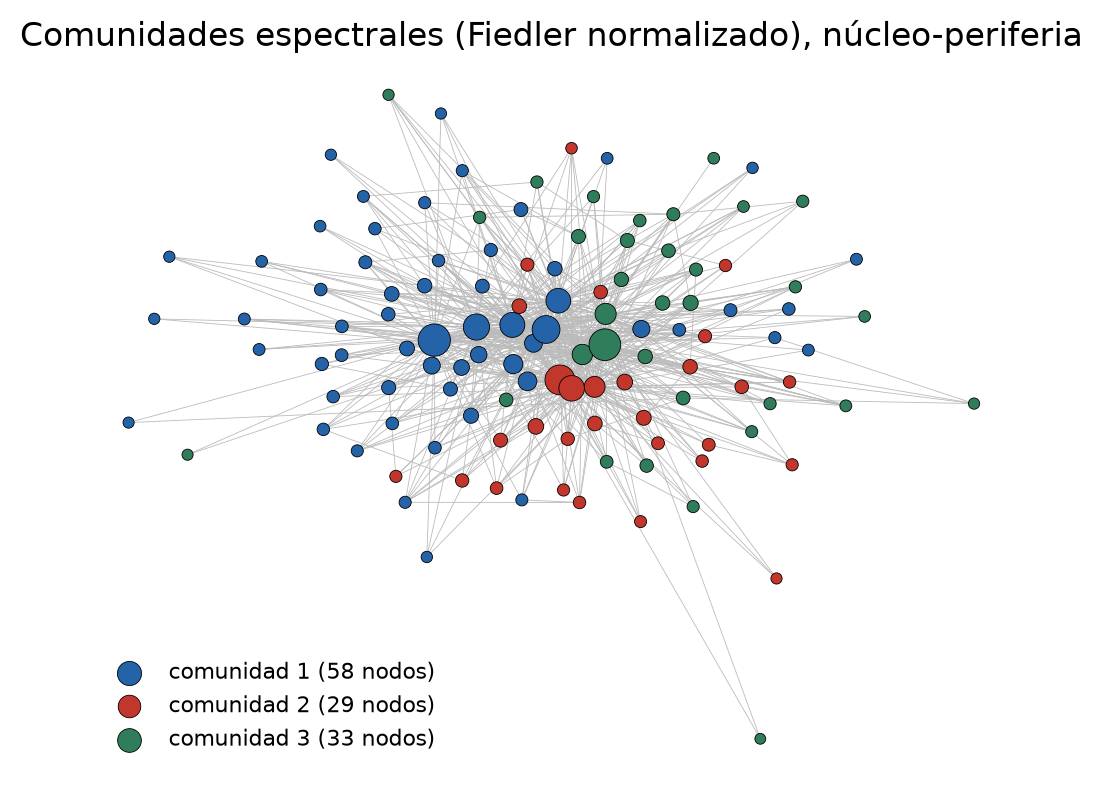 Comunidades espectrales (Fiedler normalizado), núcleo-periferia
comunidad 1 (58 nodos)
comunidad 2 (29 nodos)
comunidad 3 (33 nodos)